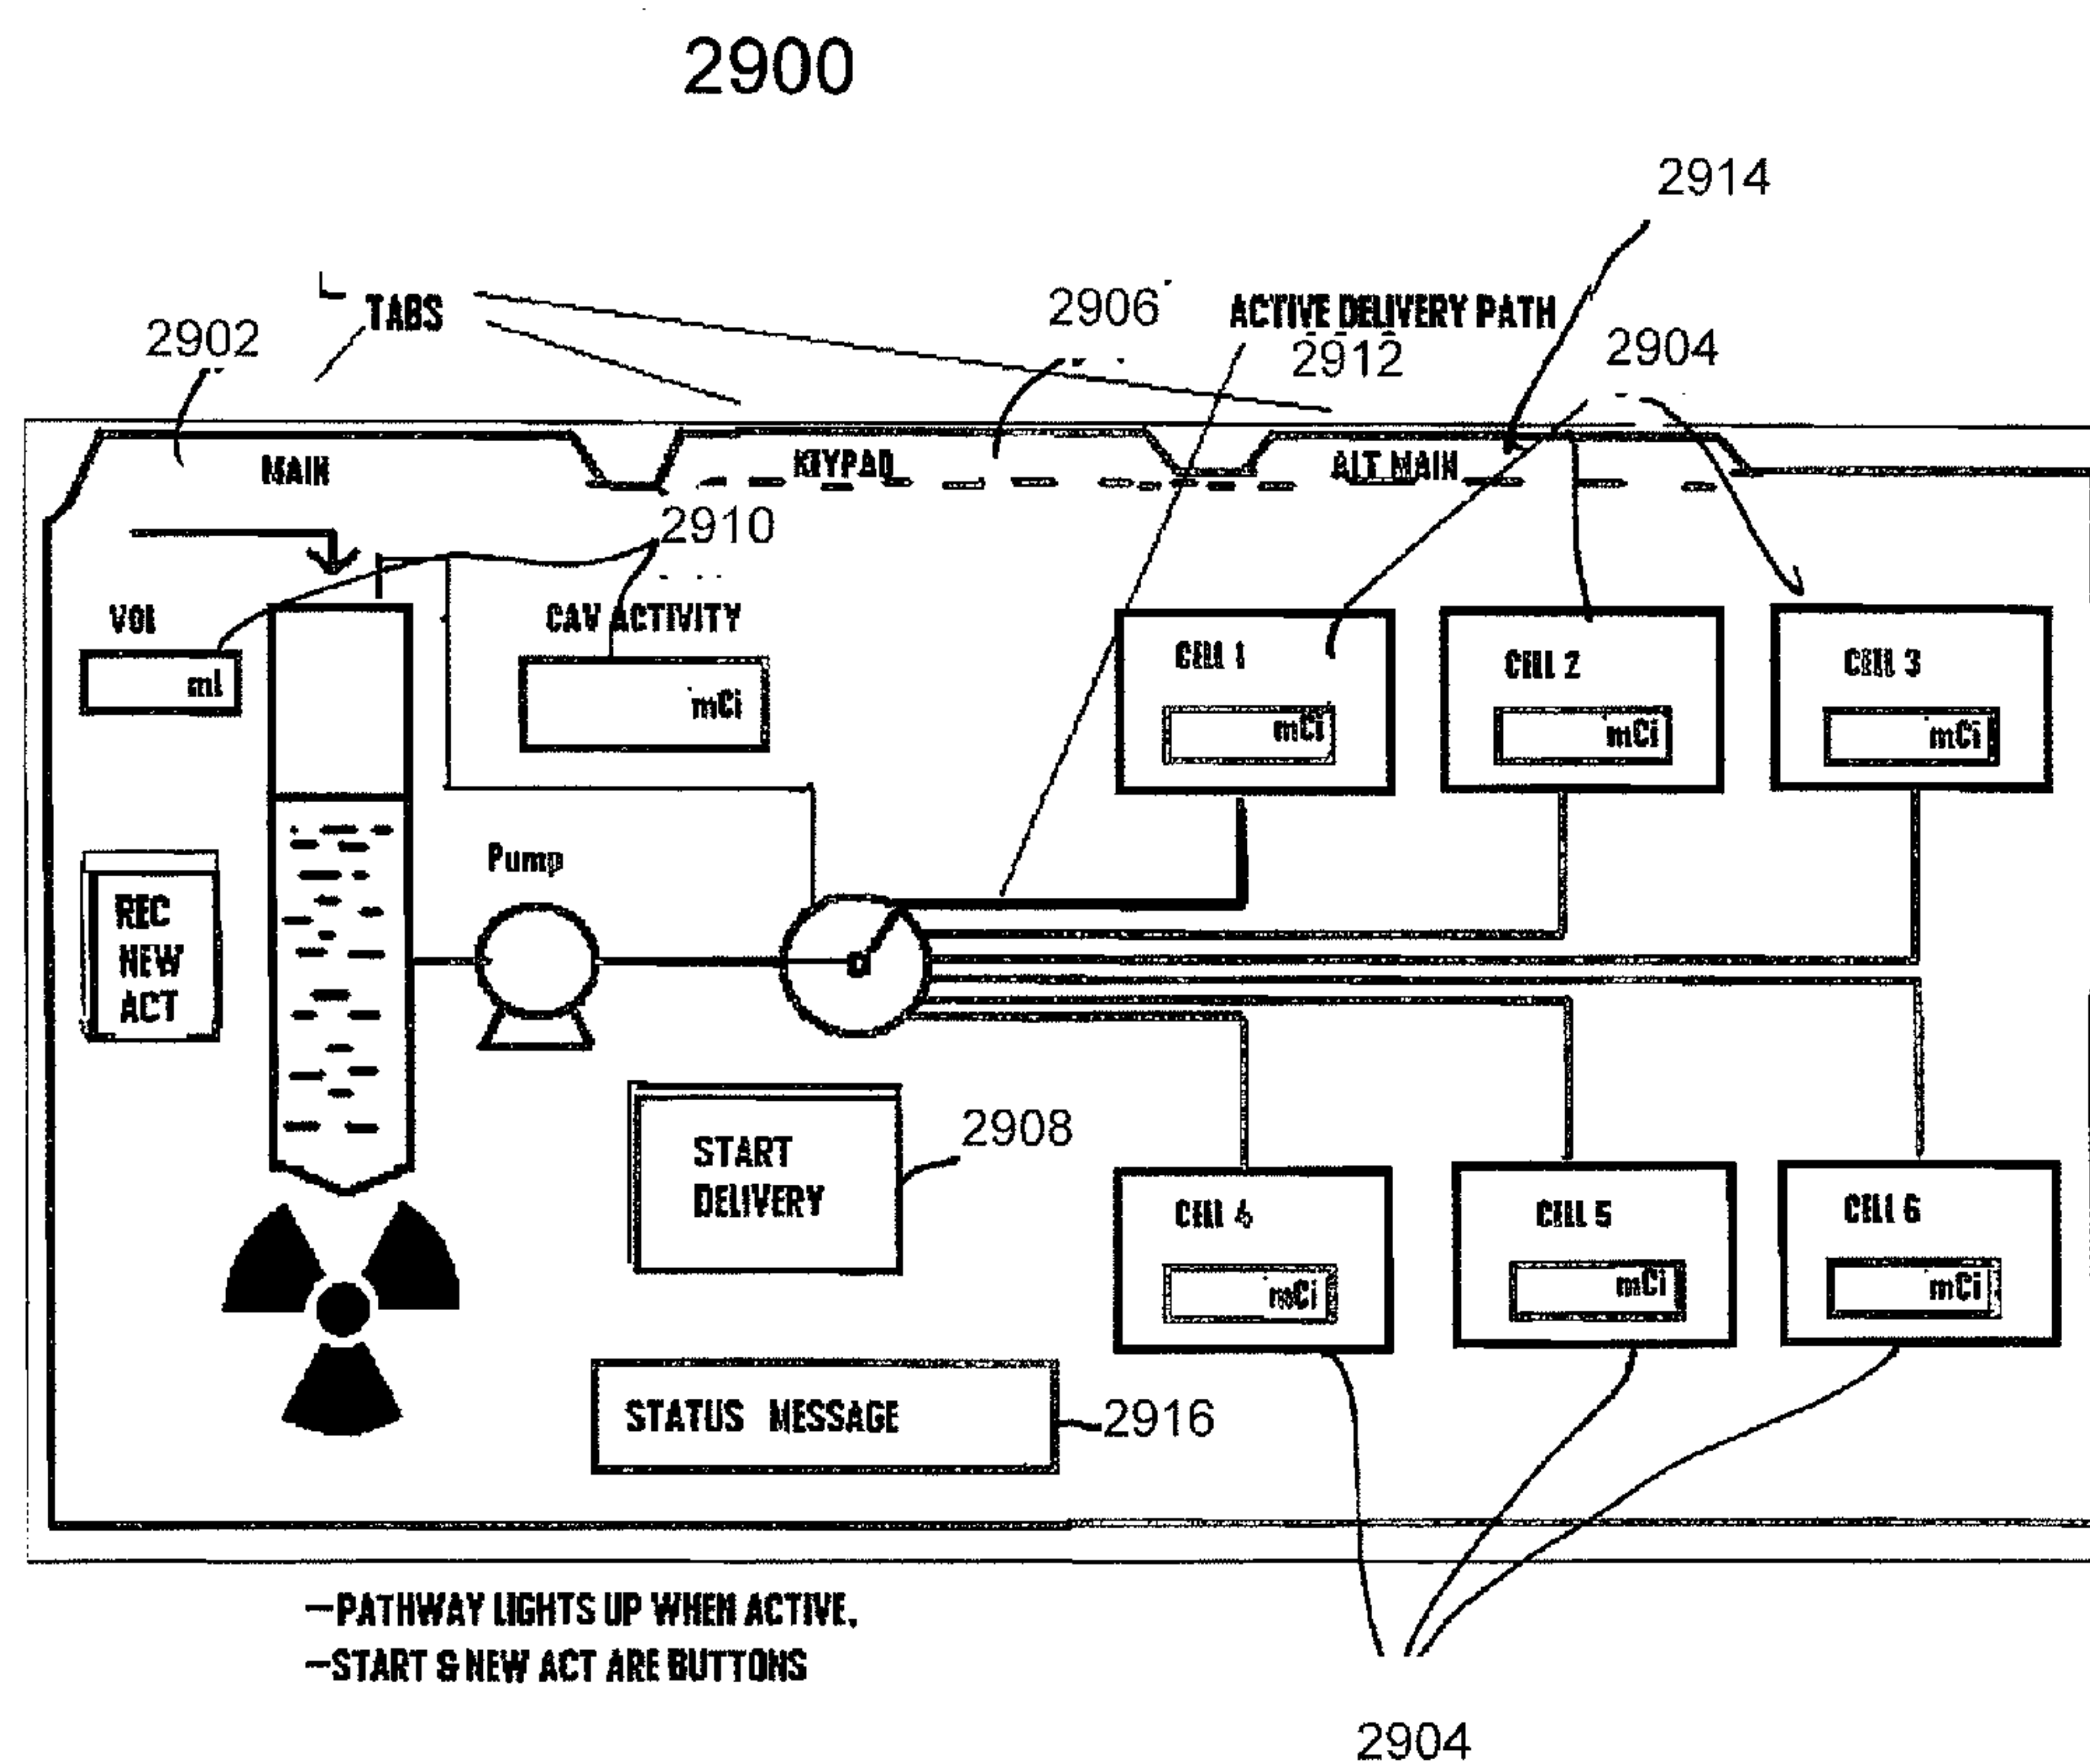 2900
2914
TABS
2906
ACTIVE DELIVERY PATH
2902
2912
2904
MAIN
KEYPAD
ALT MAIN
2910
VOL
CAV ACTIVITY
ml
mCi
CELL 1
CELL 2
CELL 3
mCi
mCi
mCi
Pump
REC
NEW
ACT
START
DELIVERY
2908
CELL 4
CELL 5
CELL 6
mCi
mCi
mCi
STATUS MESSAGE
2916
—PATHWAY LIGHTS UP WHEN ACTIVE.
—START & NEW ACT ARE BUTTONS
2904